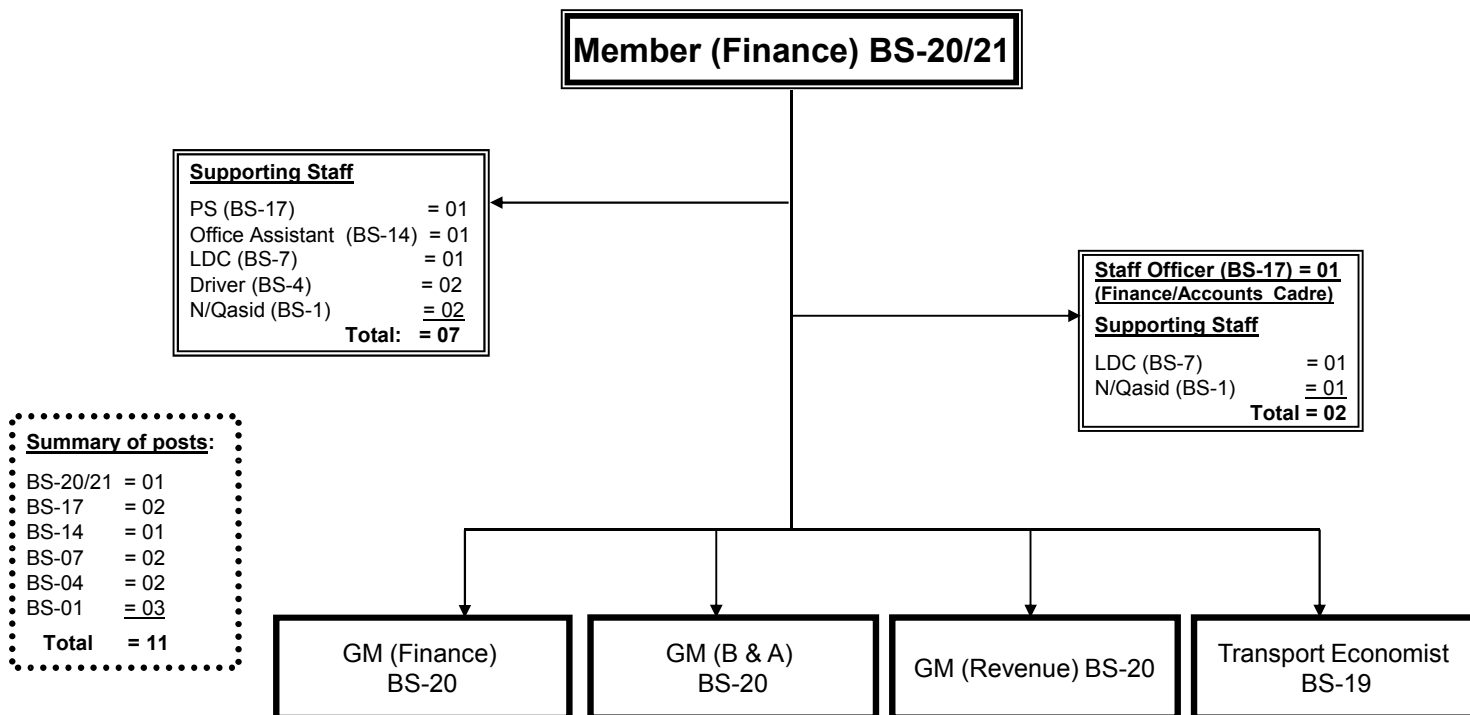 Member (Finance) BS-20/21
Supporting Staff
PS (BS-17) = 01
Office Assistant (BS-14) = 01
LDC (BS-7) = 01
Driver (BS-4) = 02
N/Qasid (BS-1) = 02
Total: = 07
Staff Officer (BS-17) = 01
(Finance/Accounts Cadre)
Supporting Staff
LDC (BS-7) = 01
N/Qasid (BS-1) = 01
Total = 02
Summary of posts:
BS-20/21 = 01
BS-17 = 02
BS-14 = 01
BS-07 = 02
BS-04 = 02
BS-01 = 03
Total = 11
GM (Finance)
BS-20
GM (B & A)
BS-20
GM (Revenue) BS-20
Transport Economist
BS-19